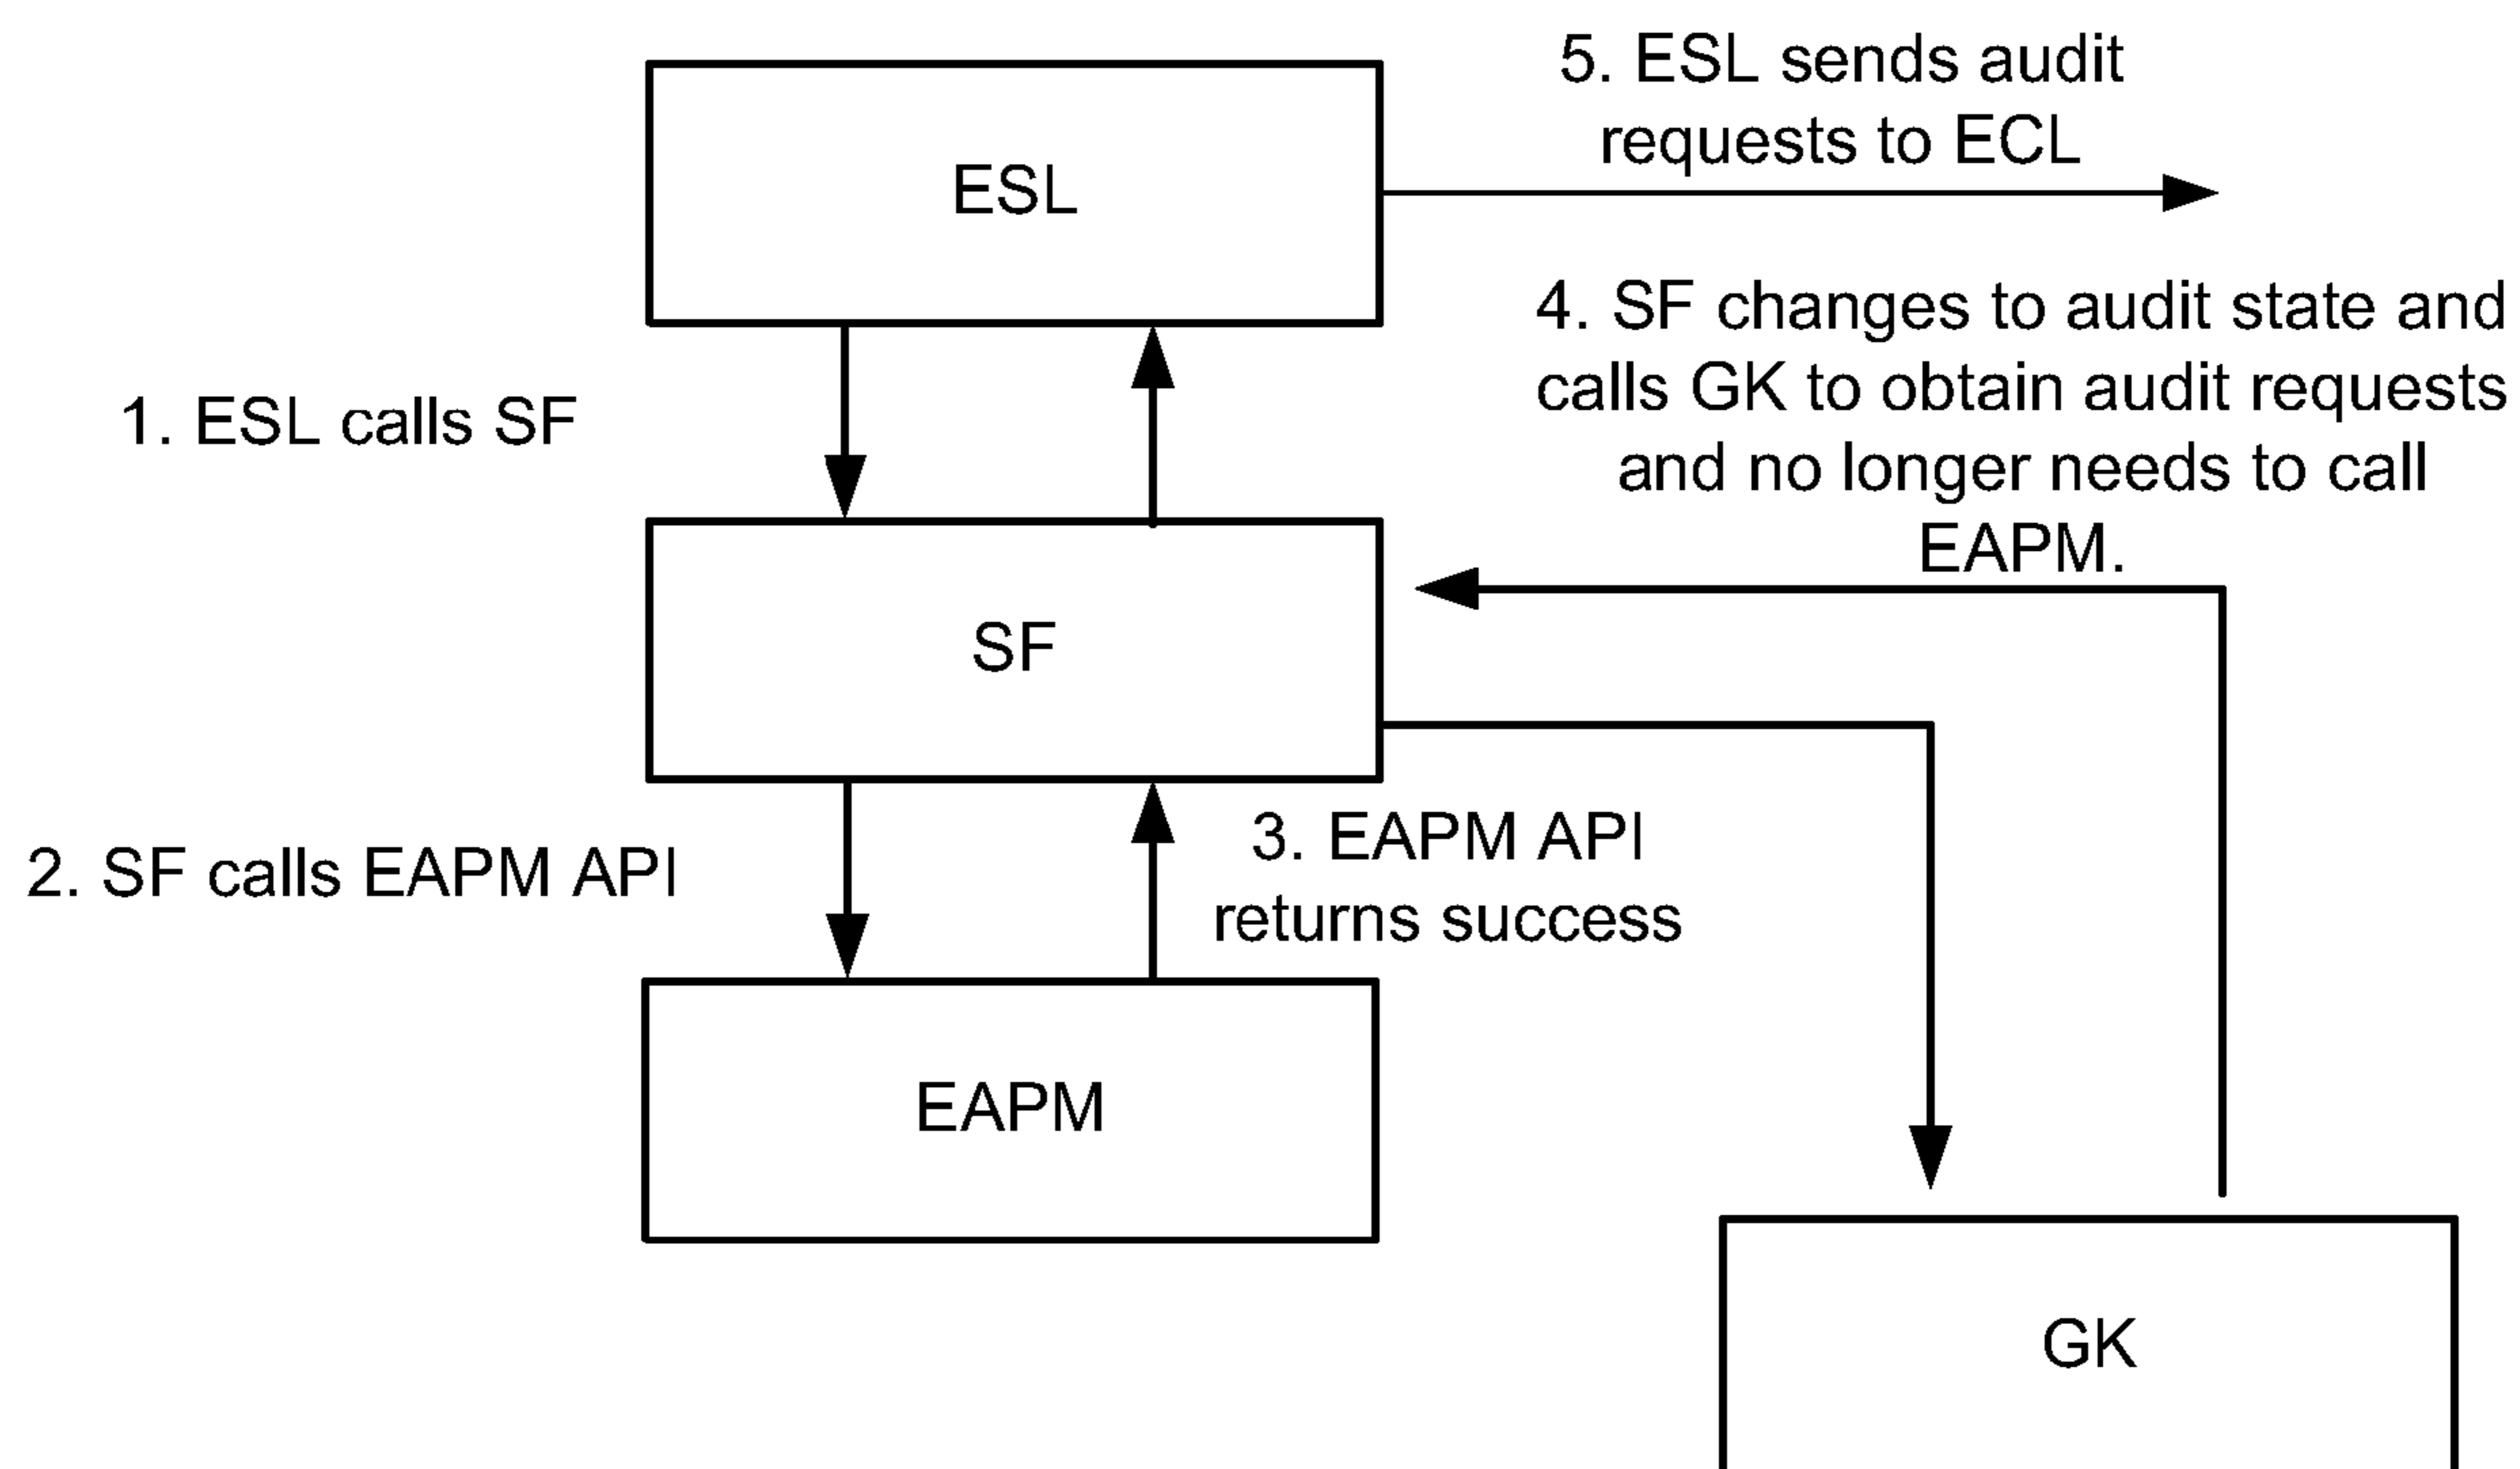 5. ESL sends audit
requests to ECL
ESL
4. SF changes to audit state and
calls GK to obtain audit requests
and no longer needs to call
EAPM.
1. ESL calls SF
SF
2. SF calls EAPM API
3. EAPM API
returns success
EAPM
GK